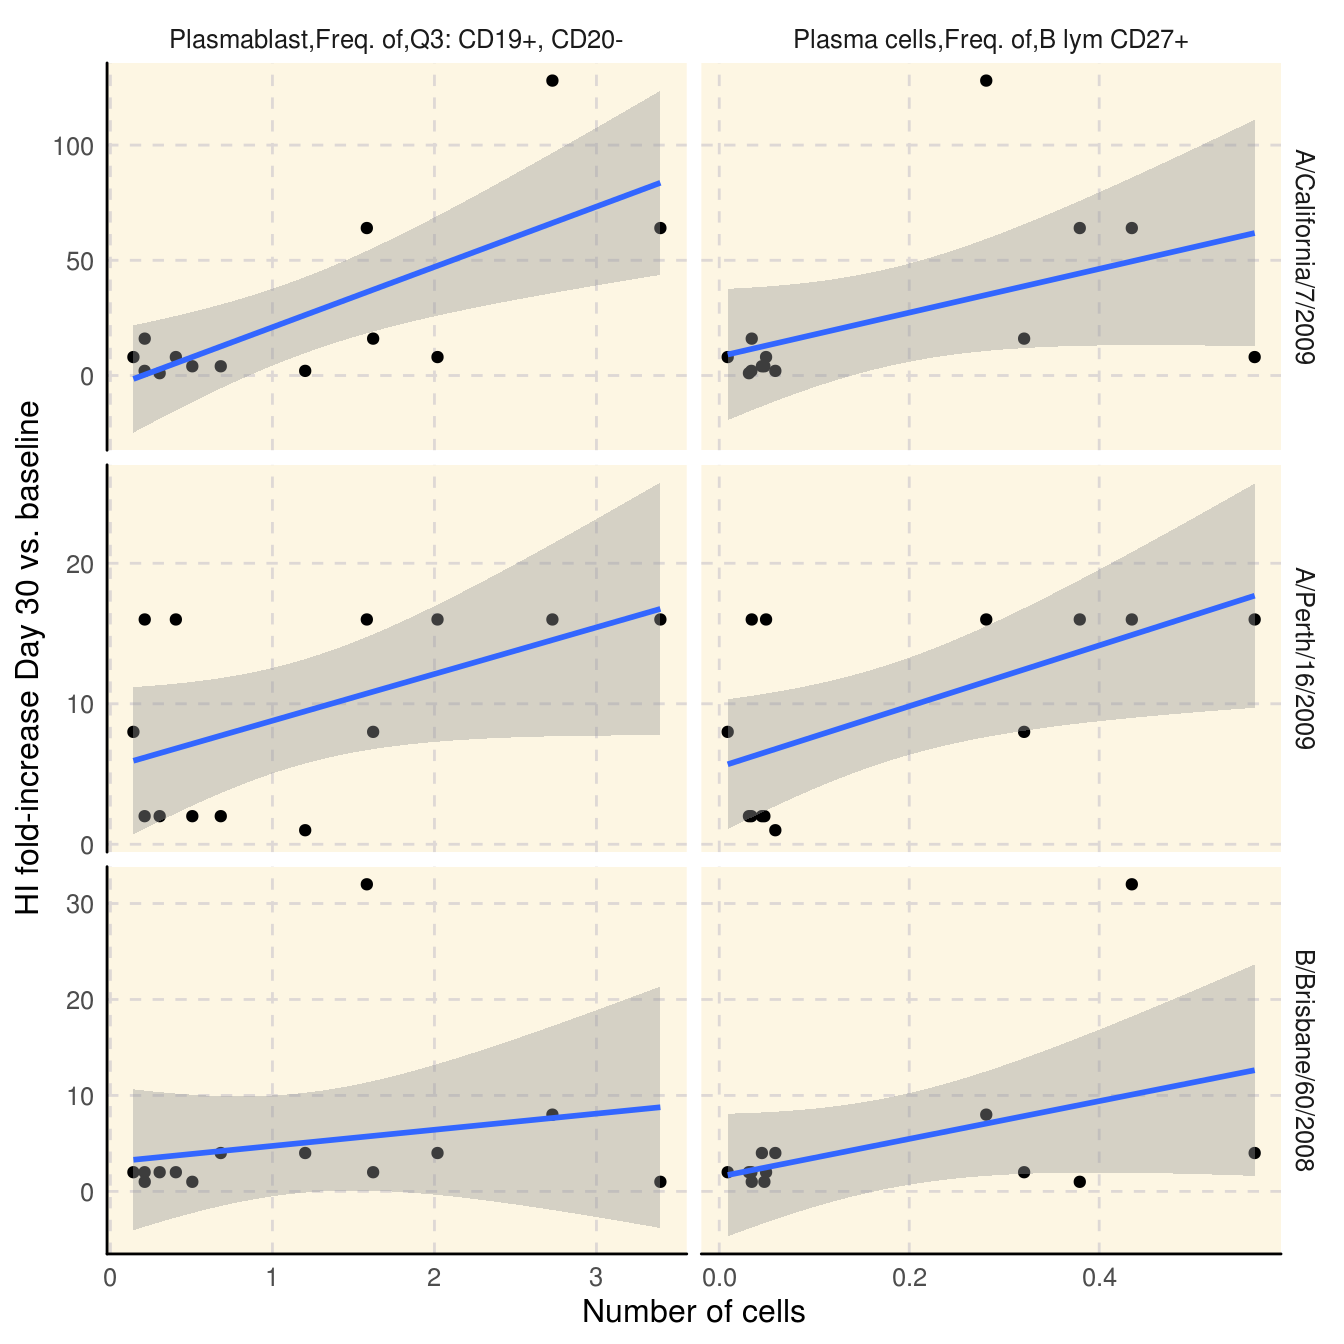 Plasmablast,Freq. of,Q3: CD19+, CD20-
Plasma cells,Freq. of,B lym CD27+
100
50
0
A/California/7/2009
20
10
0
A/Perth/16/2009
30
20
10
0
B/Brisbane/60/2008
HI fold-increase Day 30 vs. baseline
0 1 2 3
0.0 0.2 0.4
Number of cells